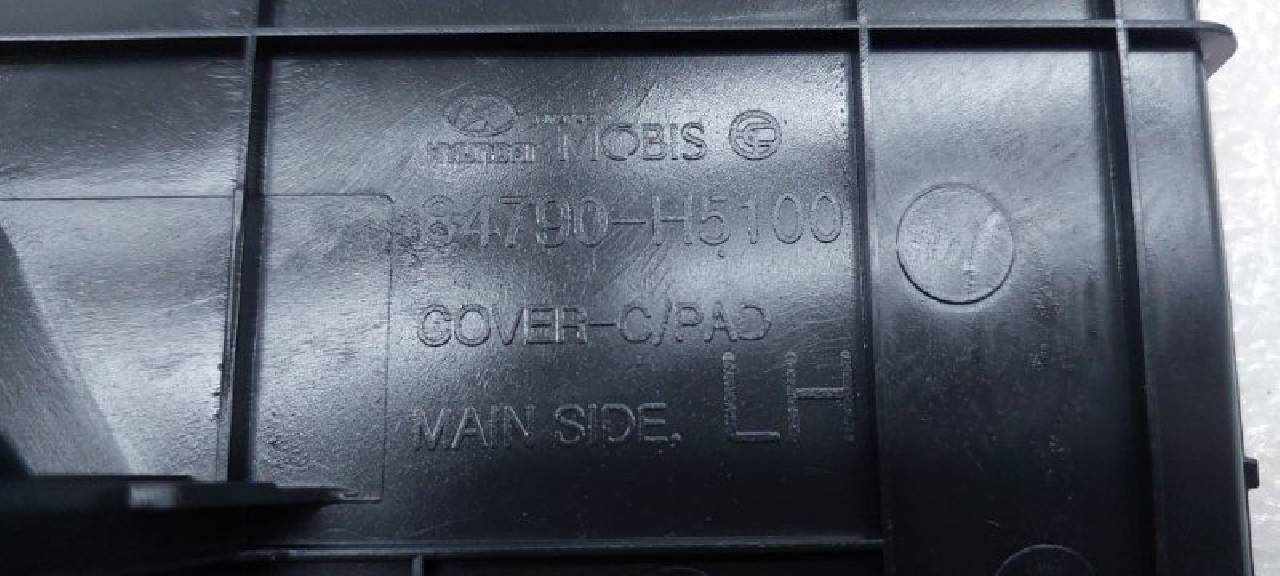 HYUNDAI MOBIS
84790-H5100
COVER-C/PAD
MAIN SIDE, LH